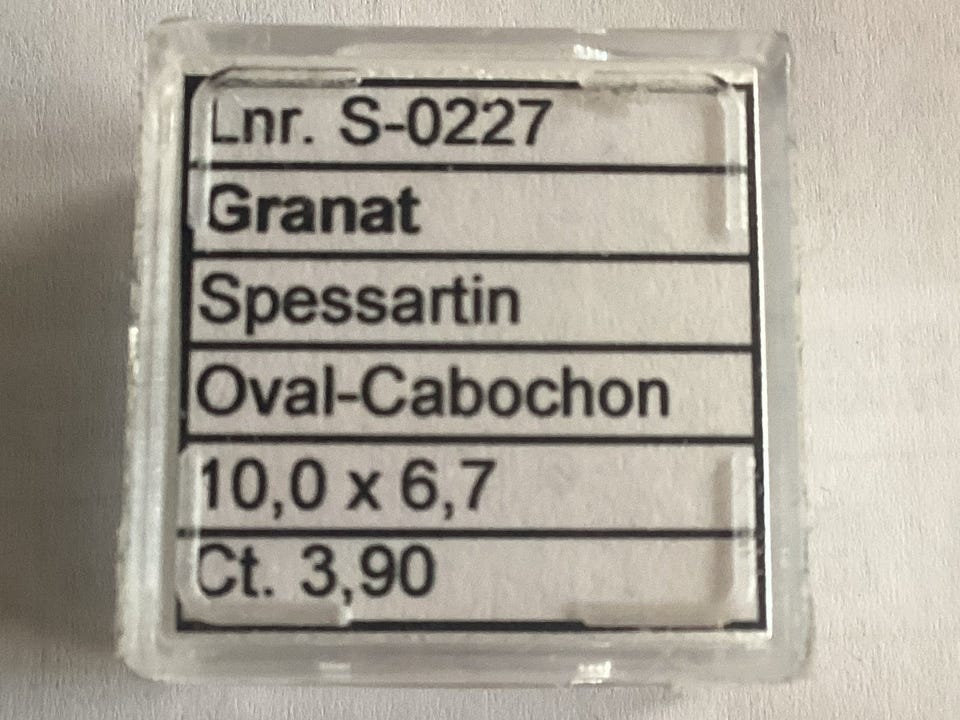 Lnr. S-0227
Granat
Spessartin
Oval-Cabochon
10,0 x 6,7
Ct. 3,90